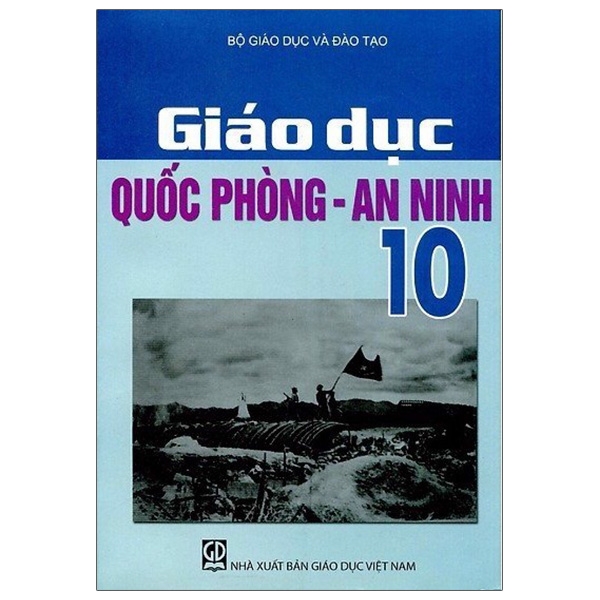 BỘ GIÁO DỤC VÀ ĐÀO TẠO
Giáo dục
QUỐC PHÒNG - AN NINH
10
GD
NHÀ XUẤT BẢN GIÁO DỤC VIỆT NAM